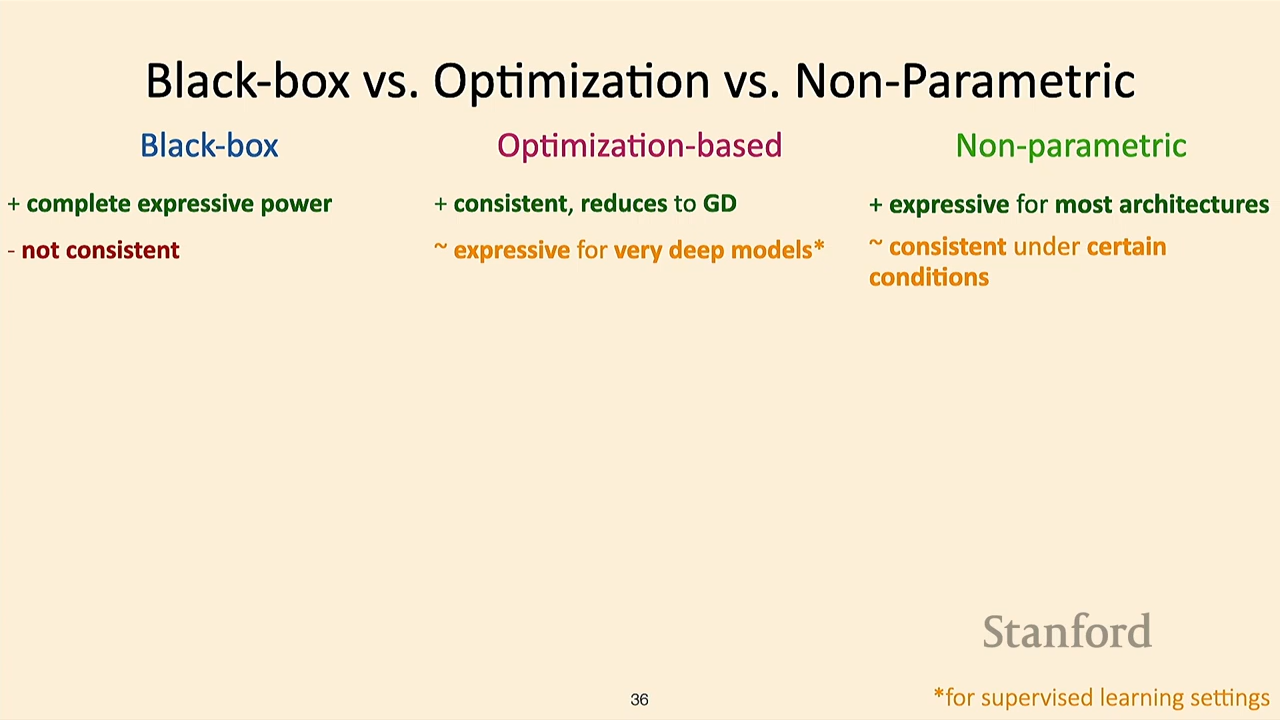 Black-box vs. Optimization vs. Non-Parametric
Black-box
+ complete expressive power
- not consistent
Optimization-based
+ consistent, reduces to GD
~ expressive for very deep models*
Non-parametric
+ expressive for most architectures
~ consistent under certain
conditions
Stanford
36
*for supervised learning settings